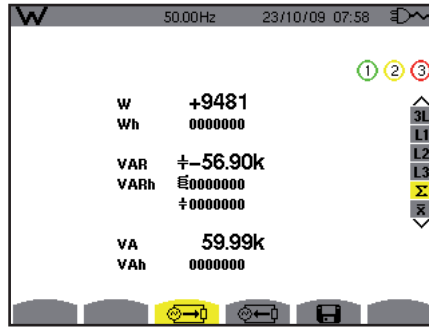 W 50.00Hz 23/10/09 07:58
1 2 3
W +9481
Wh 0000000
VAR -56.90k
VARh 0000000
0000000
VA 59.99k
VAh 0000000
3L
L1
L2
L3
Σ
x̄